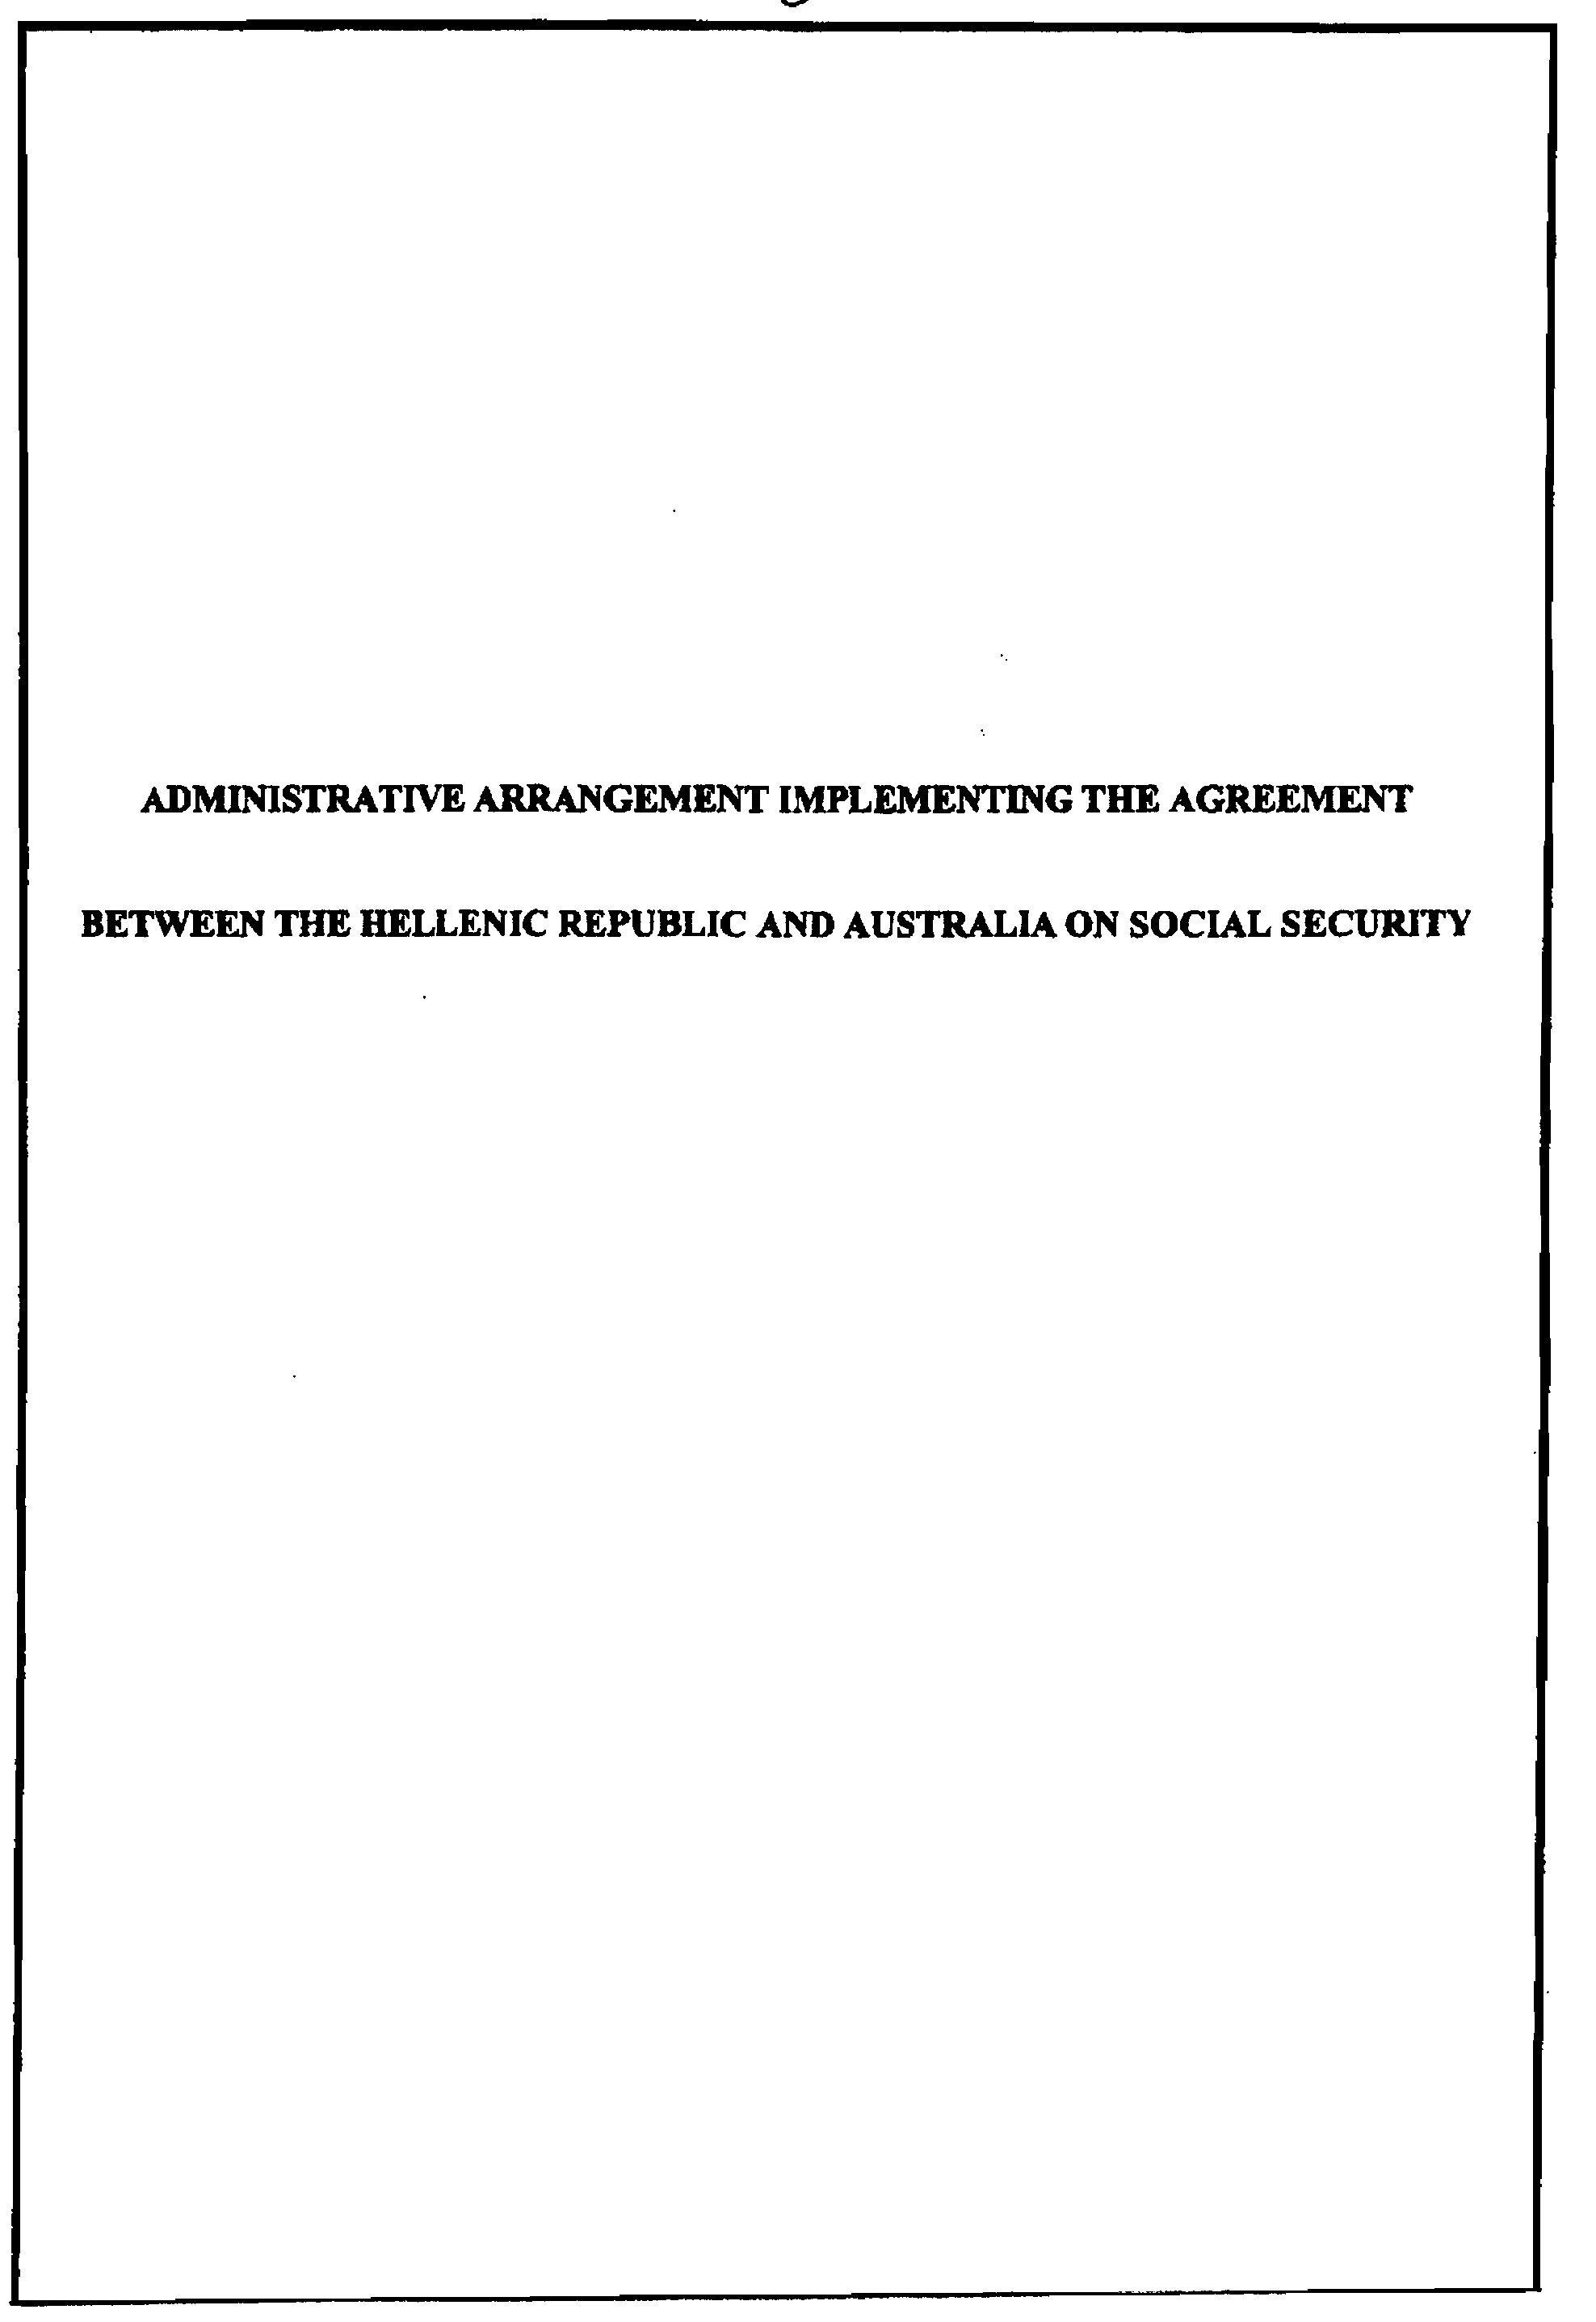 ADMINISTRATIVE ARRANGEMENT IMPLEMENTING THE AGREEMENT
BETWEEN THE HELLENIC REPUBLIC AND AUSTRALIA ON SOCIAL SECURITY